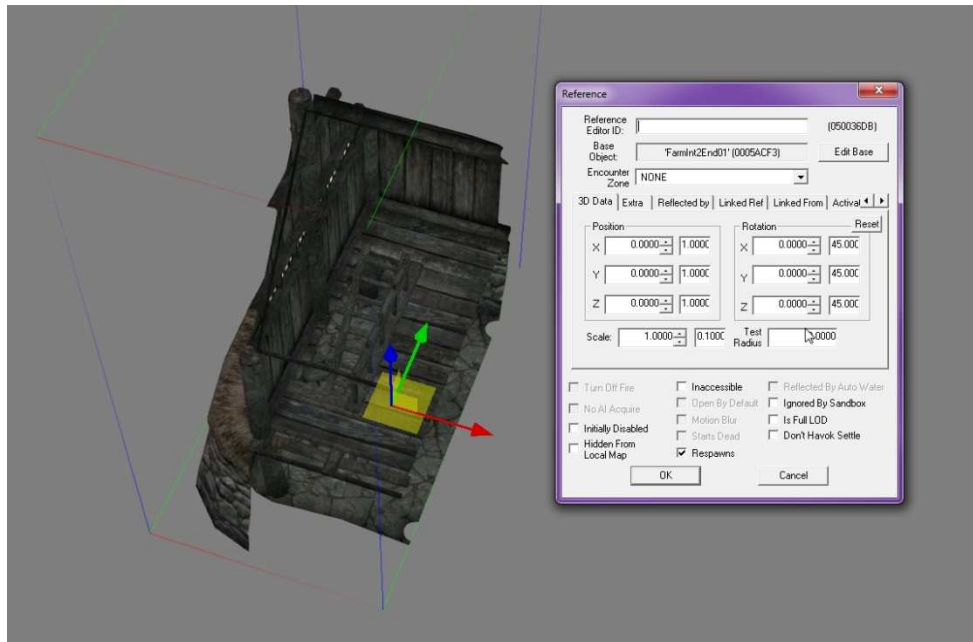 Reference
Reference Editor ID:
(050036DB)
Base Object:
'FarmInt2End01' (0005ACF3)
Edit Base
Encounter Zone
NONE
3D Data
Extra
Reflected by
Linked Ref
Linked From
Position
Rotation
Reset
X 0.0000 1.000 X 0.0000 45.000
Y 0.0000 1.000 Y 0.0000 45.000
Z 0.0000 1.000 Z 0.0000 45.000
Scale: 1.0000 0.100 Test Radius
Turn Off Fire
Inaccessible
Reflected By Auto Water
No AI Acquire
Open By Default
Ignored By Sandbox
Initially Disabled
Motion Blur
Is Full LOD
Hidden From Local Map
Starts Dead
Don't Havok Settle
Respawns
OK
Cancel